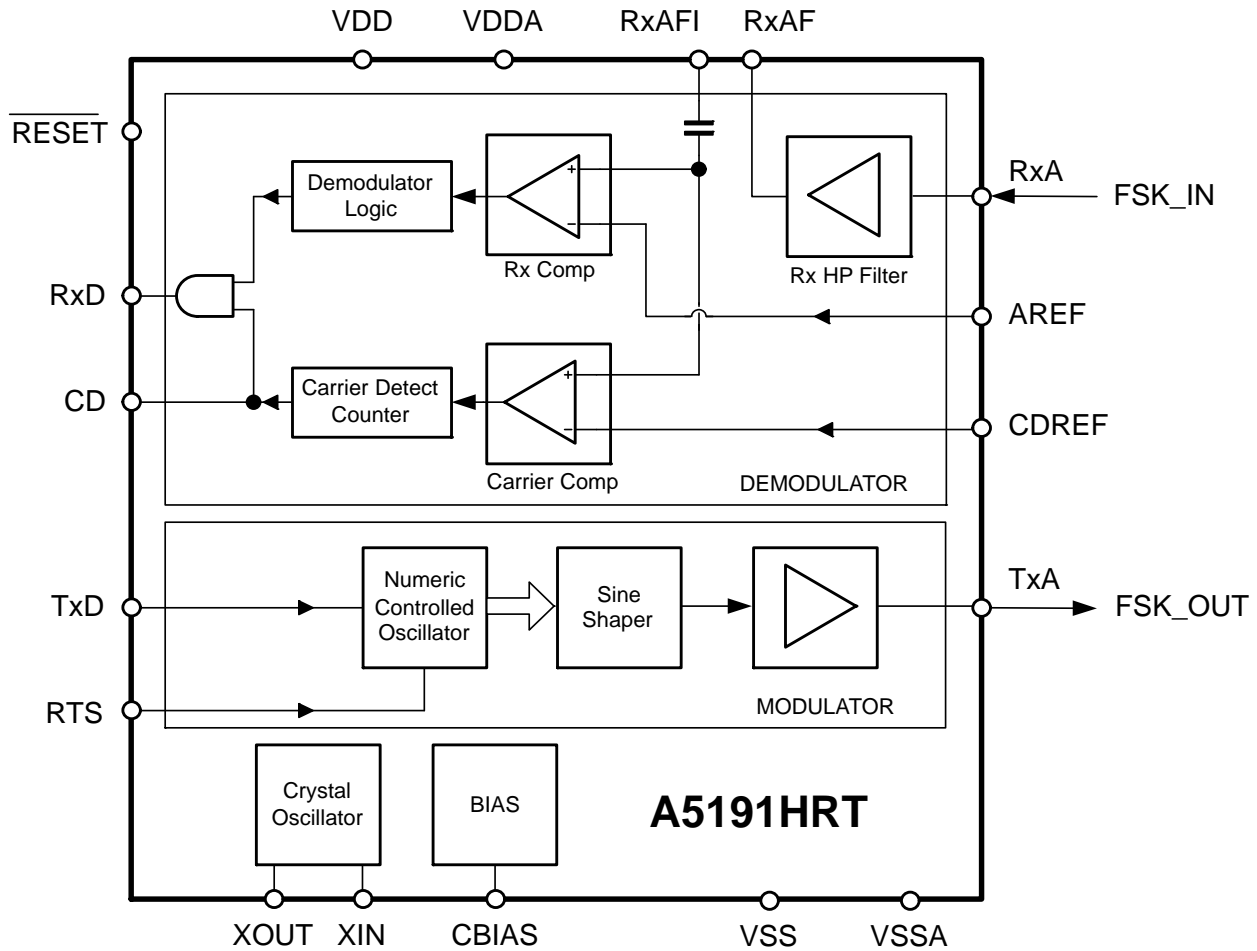 VDD VDDA RxAFI RxAF
RESET
Demodulator
Logic
+
−
Rx Comp
Rx HP Filter
RxA
FSK_IN
RxD
AREF
CD
Carrier Detect
Counter
+
−
Carrier Comp
CDREF
DEMODULATOR
TxD
Numeric
Controlled
Oscillator
Sine
Shaper
TxA
FSK_OUT
RTS
MODULATOR
Crystal
Oscillator
BIAS
A5191HRT
XOUT XIN CBIAS VSS VSSA